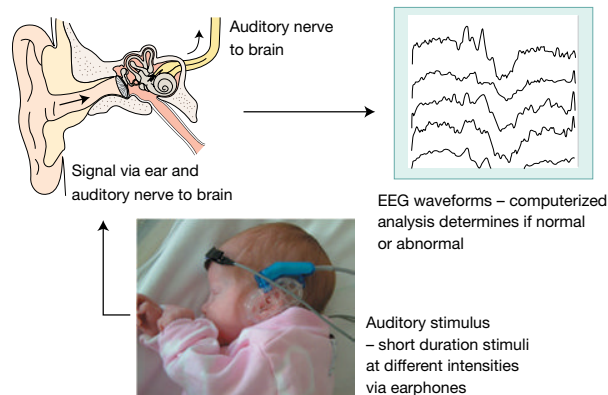 Auditory nerve
to brain
Signal via ear and
auditory nerve to brain
EEG waveforms – computerized
analysis determines if normal
or abnormal
Auditory stimulus
– short duration stimuli
at different intensities
via earphones